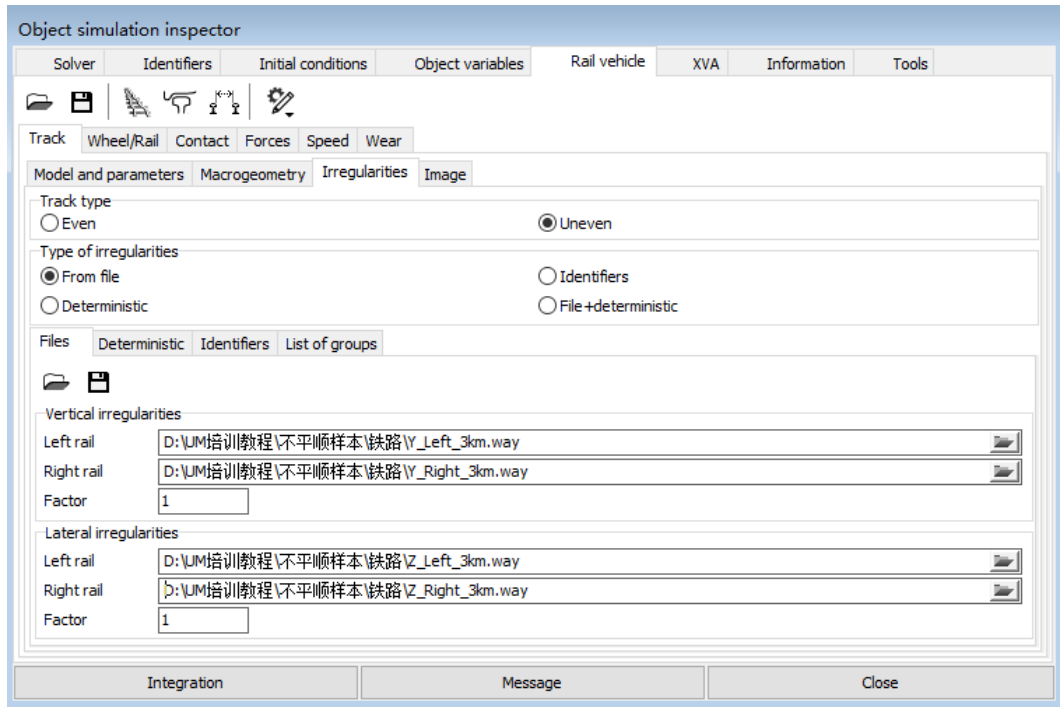 Object simulation inspector
Solver Identifiers Initial conditions Object variables Rail vehicle XVA Information Tools
Track Wheel/Rail Contact Forces Speed Wear
Model and parameters Macrogeometry Irregularities Image
Track type
Even Uneven
Type of irregularities
From file Identifiers
Deterministic File+deterministic
Files Deterministic Identifiers List of groups
Vertical irregularities
Left rail D:\UM培训教程\不平顺样本\铁路\Y_Left_3km.way
Right rail D:\UM培训教程\不平顺样本\铁路\Y_Right_3km.way
Factor 1
Lateral irregularities
Left rail D:\UM培训教程\不平顺样本\铁路\Z_Left_3km.way
Right rail D:\UM培训教程\不平顺样本\铁路\Z_Right_3km.way
Factor 1
Integration Message Close